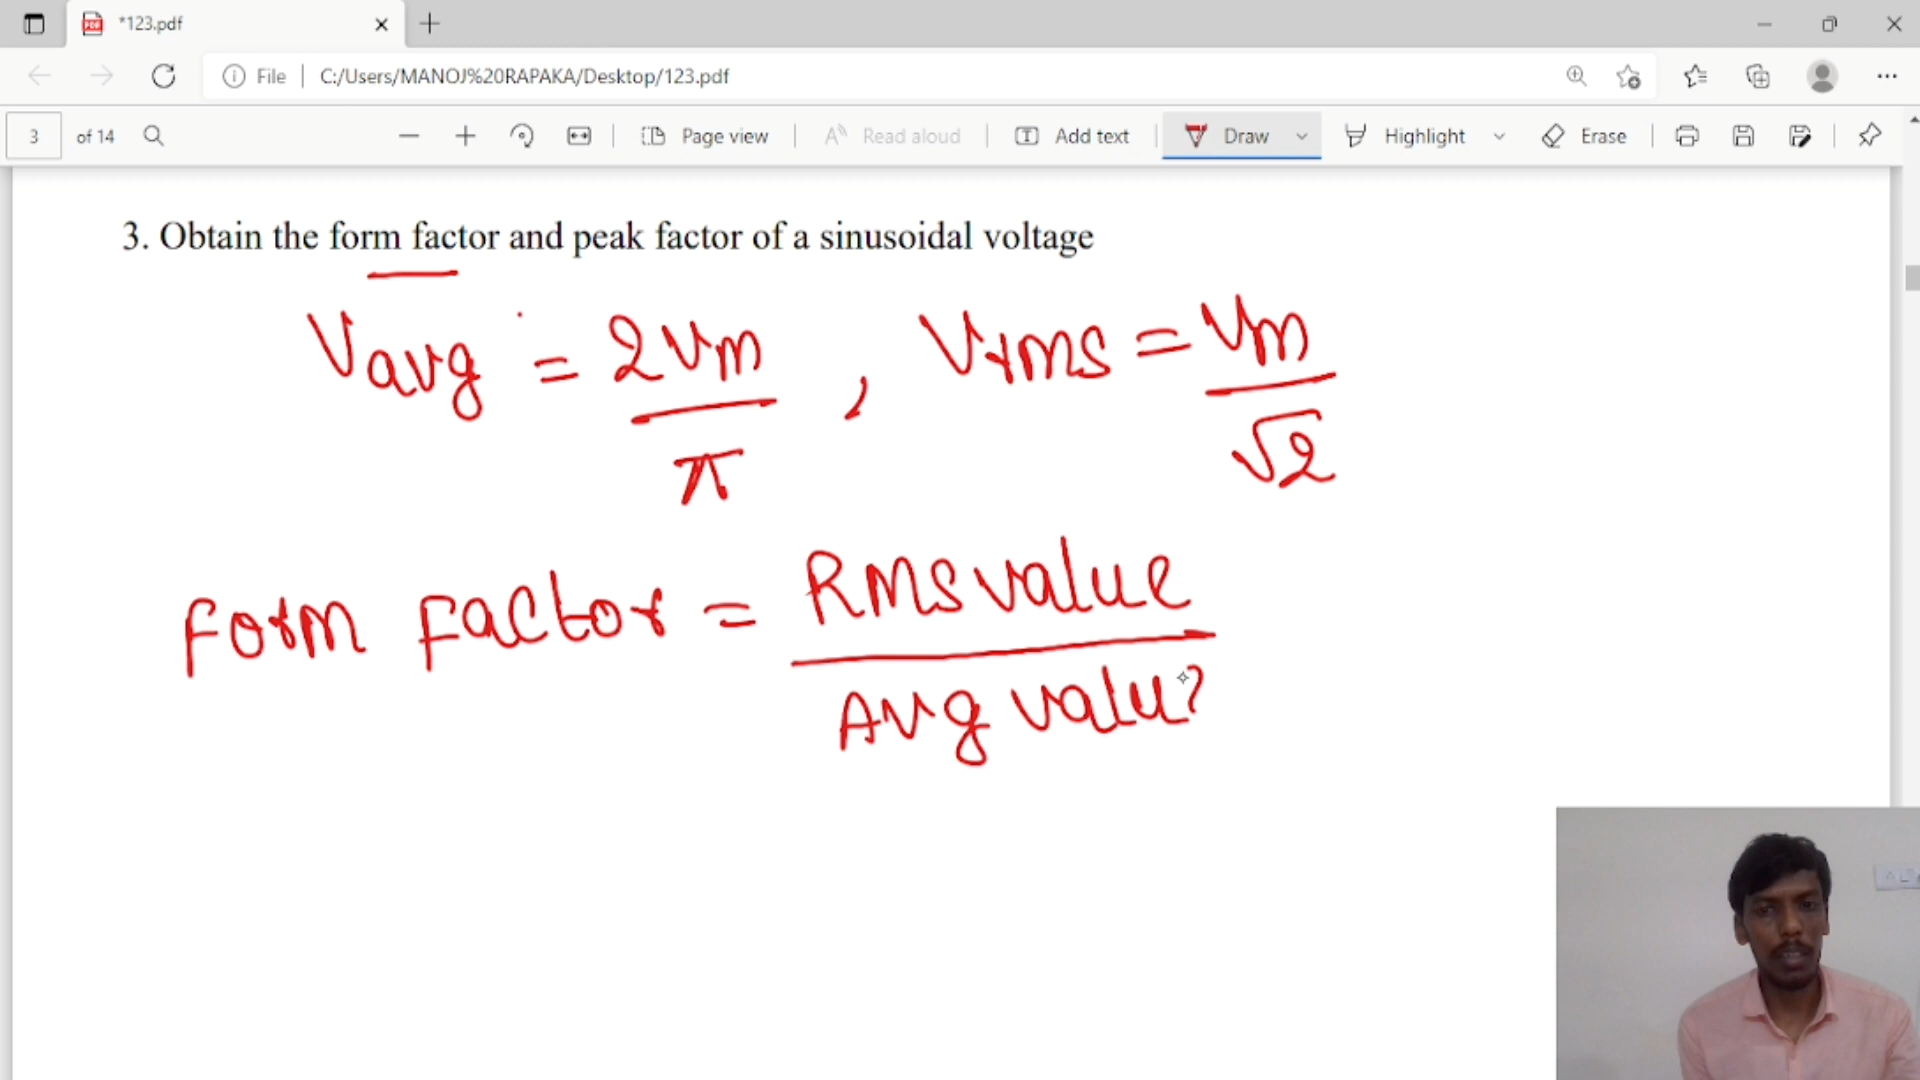 *123.pdf
File | C:/Users/MANOJ%20RAPAKA/Desktop/123.pdf
3 of 14 Page view Read aloud Add text Draw Highlight Erase
3. Obtain the form factor and peak factor of a sinusoidal voltage
Vavg = 2Vm/π , Vrms = Vm/√2
Form Factor = RMS value
Avg valu